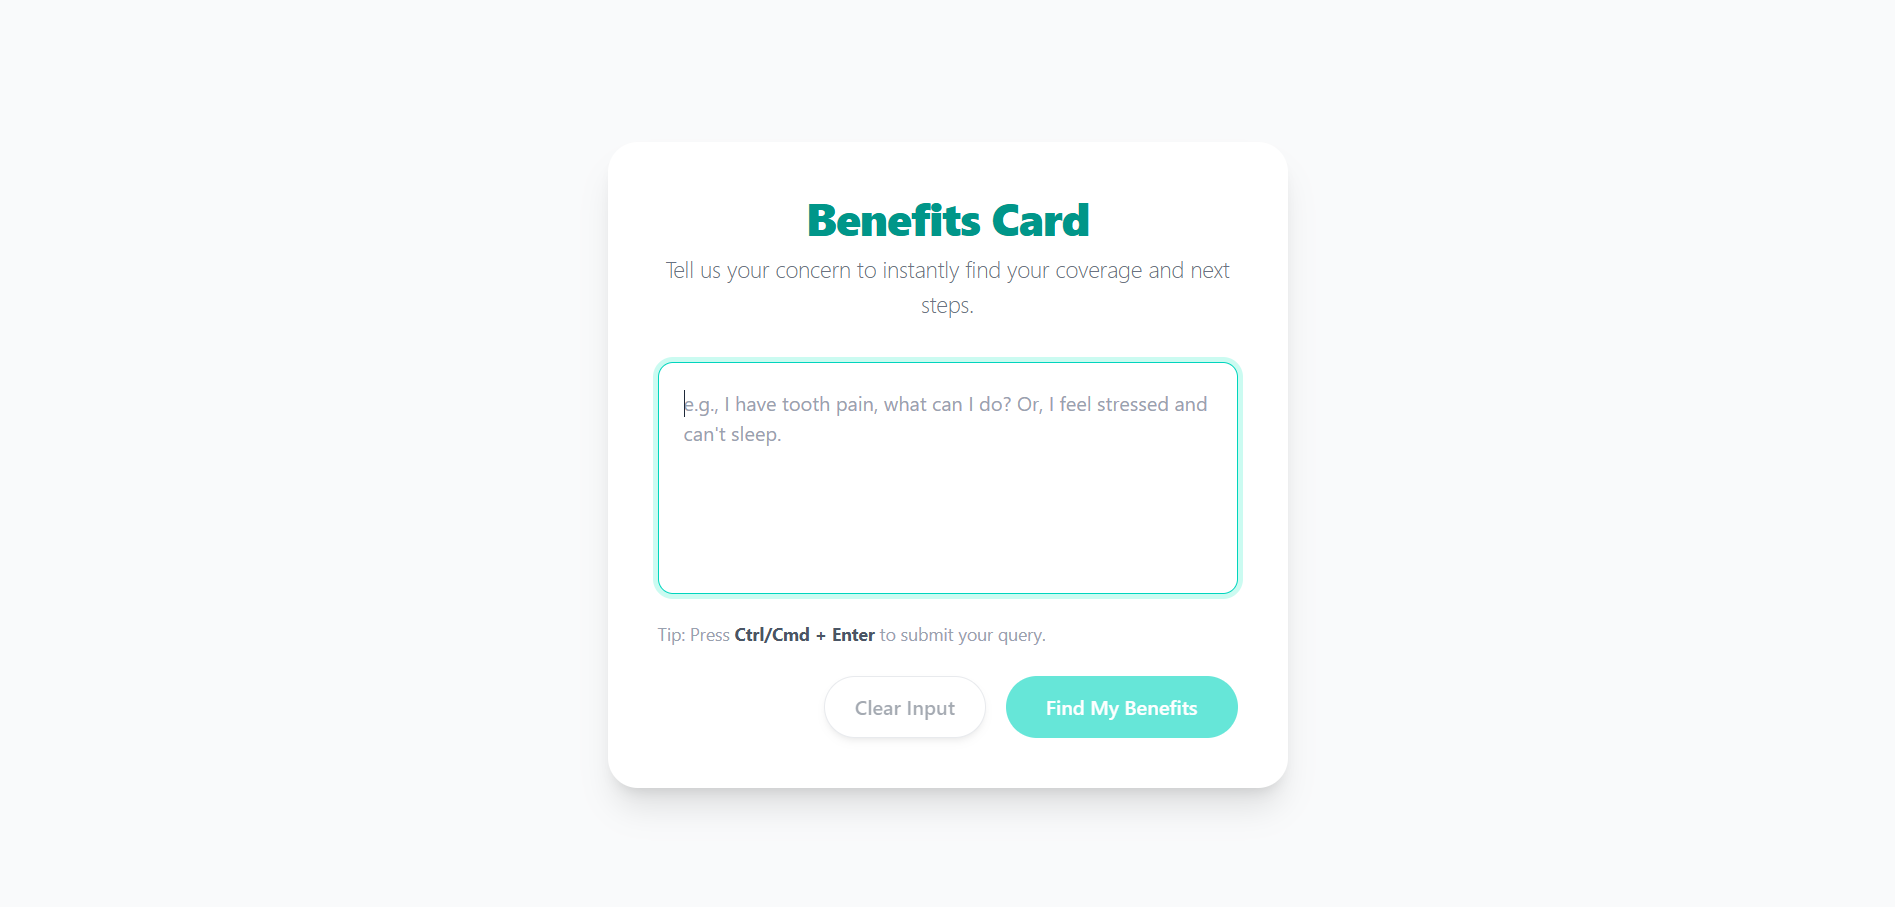 Benefits Card
Tell us your concern to instantly find your coverage and next
steps.
e.g., I have tooth pain, what can I do? Or, I feel stressed and
can't sleep.
Tip: Press Ctrl/Cmd + Enter to submit your query.
Clear Input
Find My Benefits